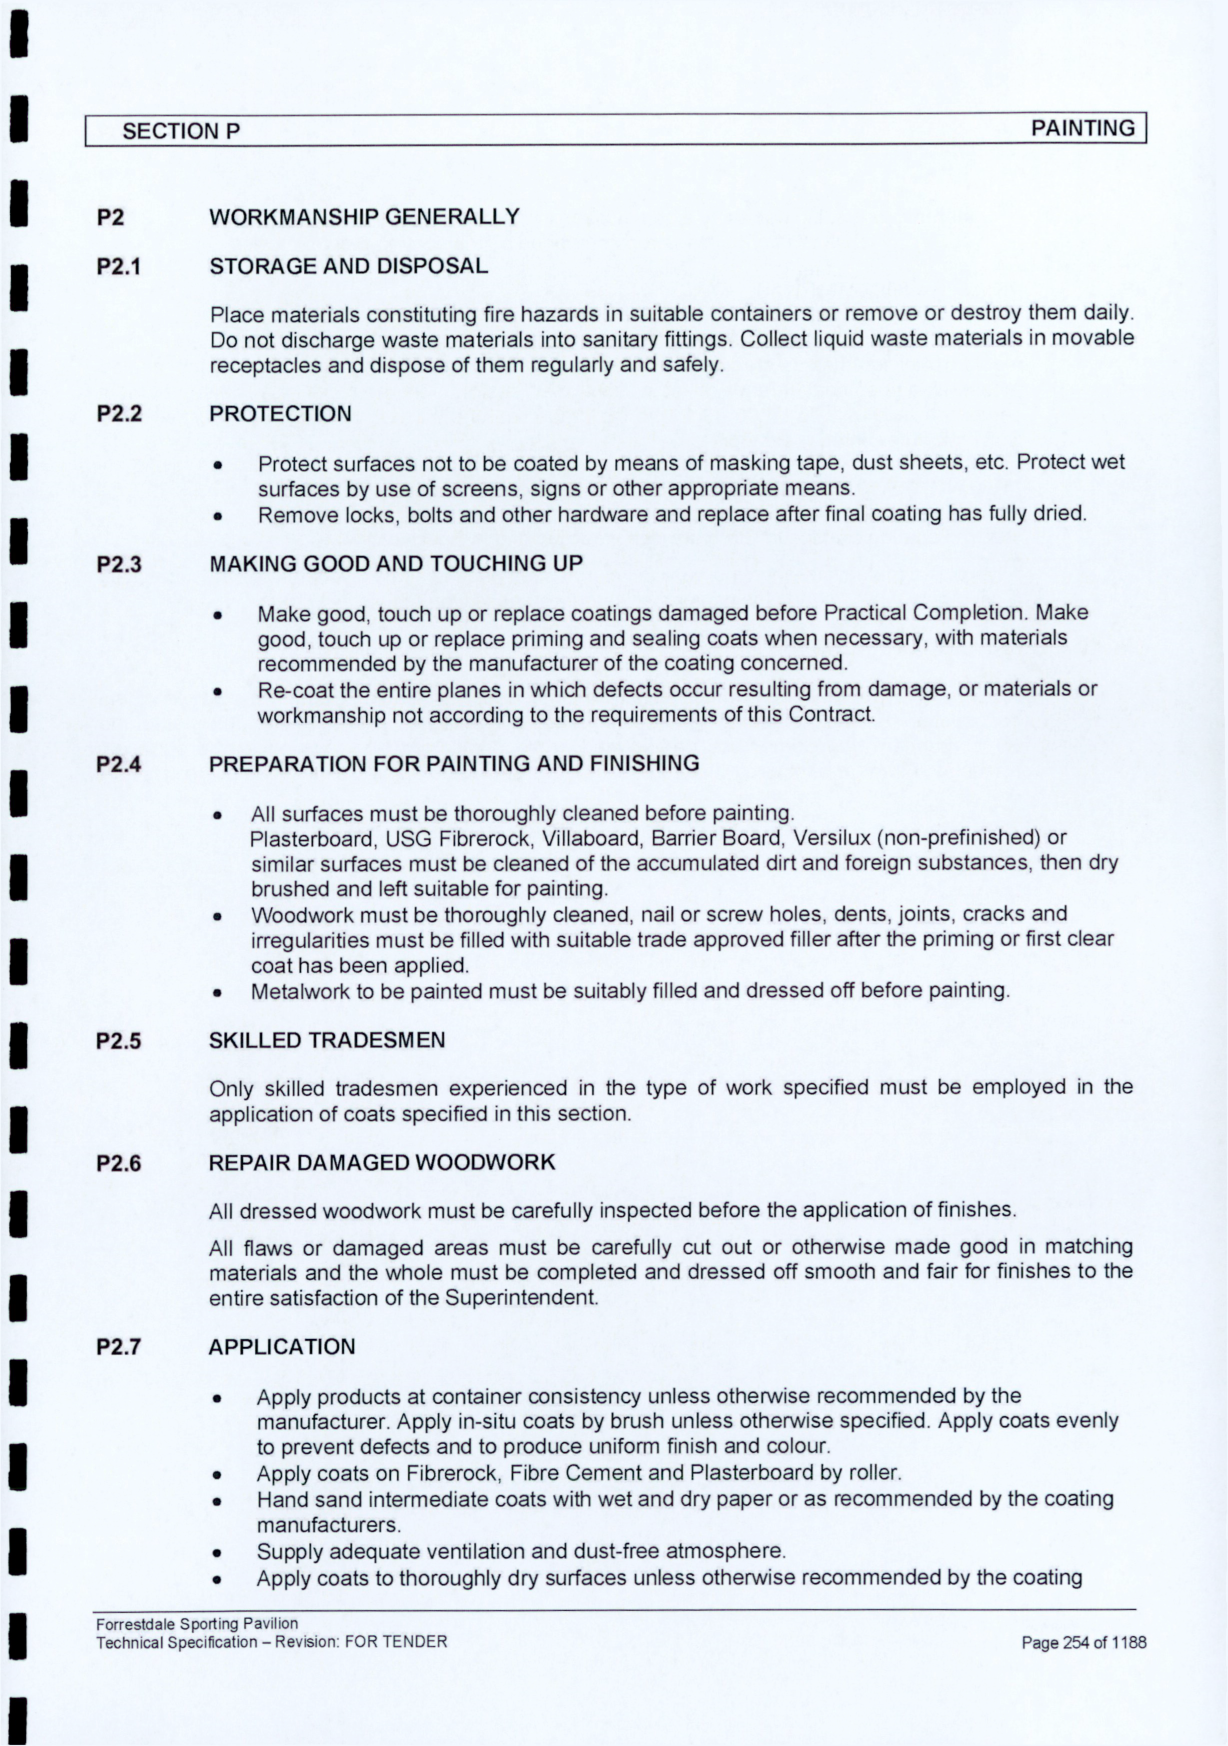 SECTION P PAINTING
P2 WORKMANSHIP GENERALLY
P2.1 STORAGE AND DISPOSAL
Place materials constituting fire hazards in suitable containers or remove or destroy them daily.
Do not discharge waste materials into sanitary fittings. Collect liquid waste materials in movable
receptacles and dispose of them regularly and safely.
P2.2 PROTECTION
• Protect surfaces not to be coated by means of masking tape, dust sheets, etc. Protect wet
surfaces by use of screens, signs or other appropriate means.
• Remove locks, bolts and other hardware and replace after final coating has fully dried.
P2.3 MAKING GOOD AND TOUCHING UP
• Make good, touch up or replace coatings damaged before Practical Completion. Make
good, touch up or replace priming and sealing coats when necessary, with materials
recommended by the manufacturer of the coating concerned.
• Re-coat the entire planes in which defects occur resulting from damage, or materials or
workmanship not according to the requirements of this Contract.
P2.4 PREPARATION FOR PAINTING AND FINISHING
• All surfaces must be thoroughly cleaned before painting.
Plasterboard, USG Fibrerock, Villaboard, Barrier Board, Versilux (non-prefinished) or
similar surfaces must be cleaned of the accumulated dirt and foreign substances, then dry
brushed and left suitable for painting.
• Woodwork must be thoroughly cleaned, nail or screw holes, dents, joints, cracks and
irregularities must be filled with suitable trade approved filler after the priming or first clear
coat has been applied.
• Metalwork to be painted must be suitably filled and dressed off before painting.
P2.5 SKILLED TRADESMEN
Only skilled tradesmen experienced in the type of work specified must be employed in the
application of coats specified in this section.
P2.6 REPAIR DAMAGED WOODWORK
All dressed woodwork must be carefully inspected before the application of finishes.
All flaws or damaged areas must be carefully cut out or otherwise made good in matching
materials and the whole must be completed and dressed off smooth and fair for finishes to the
entire satisfaction of the Superintendent.
P2.7 APPLICATION
• Apply products at container consistency unless otherwise recommended by the
manufacturer. Apply in-situ coats by brush unless otherwise specified. Apply coats evenly
to prevent defects and to produce uniform finish and colour.
• Apply coats on Fibrerock, Fibre Cement and Plasterboard by roller.
• Hand sand intermediate coats with wet and dry paper or as recommended by the coating
manufacturers.
• Supply adequate ventilation and dust-free atmosphere.
• Apply coats to thoroughly dry surfaces unless otherwise recommended by the coating
Forrestdale Sporting Pavilion
Technical Specification – Revision: FOR TENDER Page 254 of 1188